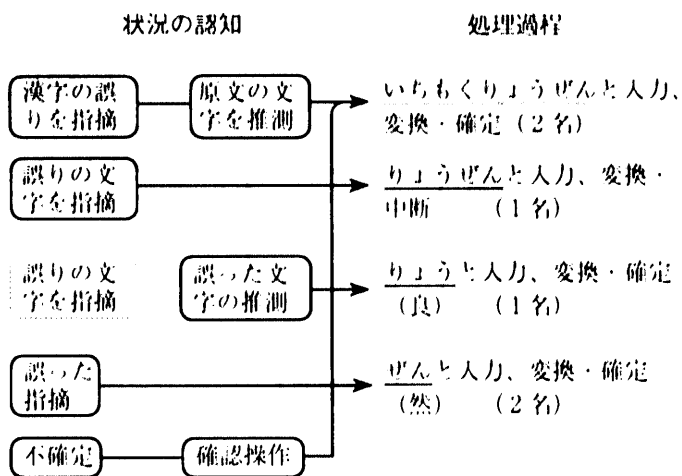 状況の認知
処理過程
漢字の誤
りを指摘
原文の文
字を推測
いちもくりょうぜんと入力、
変換・確定（2名）
誤りの文
字を指摘
りょうぜんと入力、変換・
中断 （1名）
誤りの文
字を指摘
誤った文
字の推測
りょうと入力、変換・確定
（良） （1名）
誤った
指摘
ぜんと入力、変換・確定
（然） （2名）
不確定
確認操作